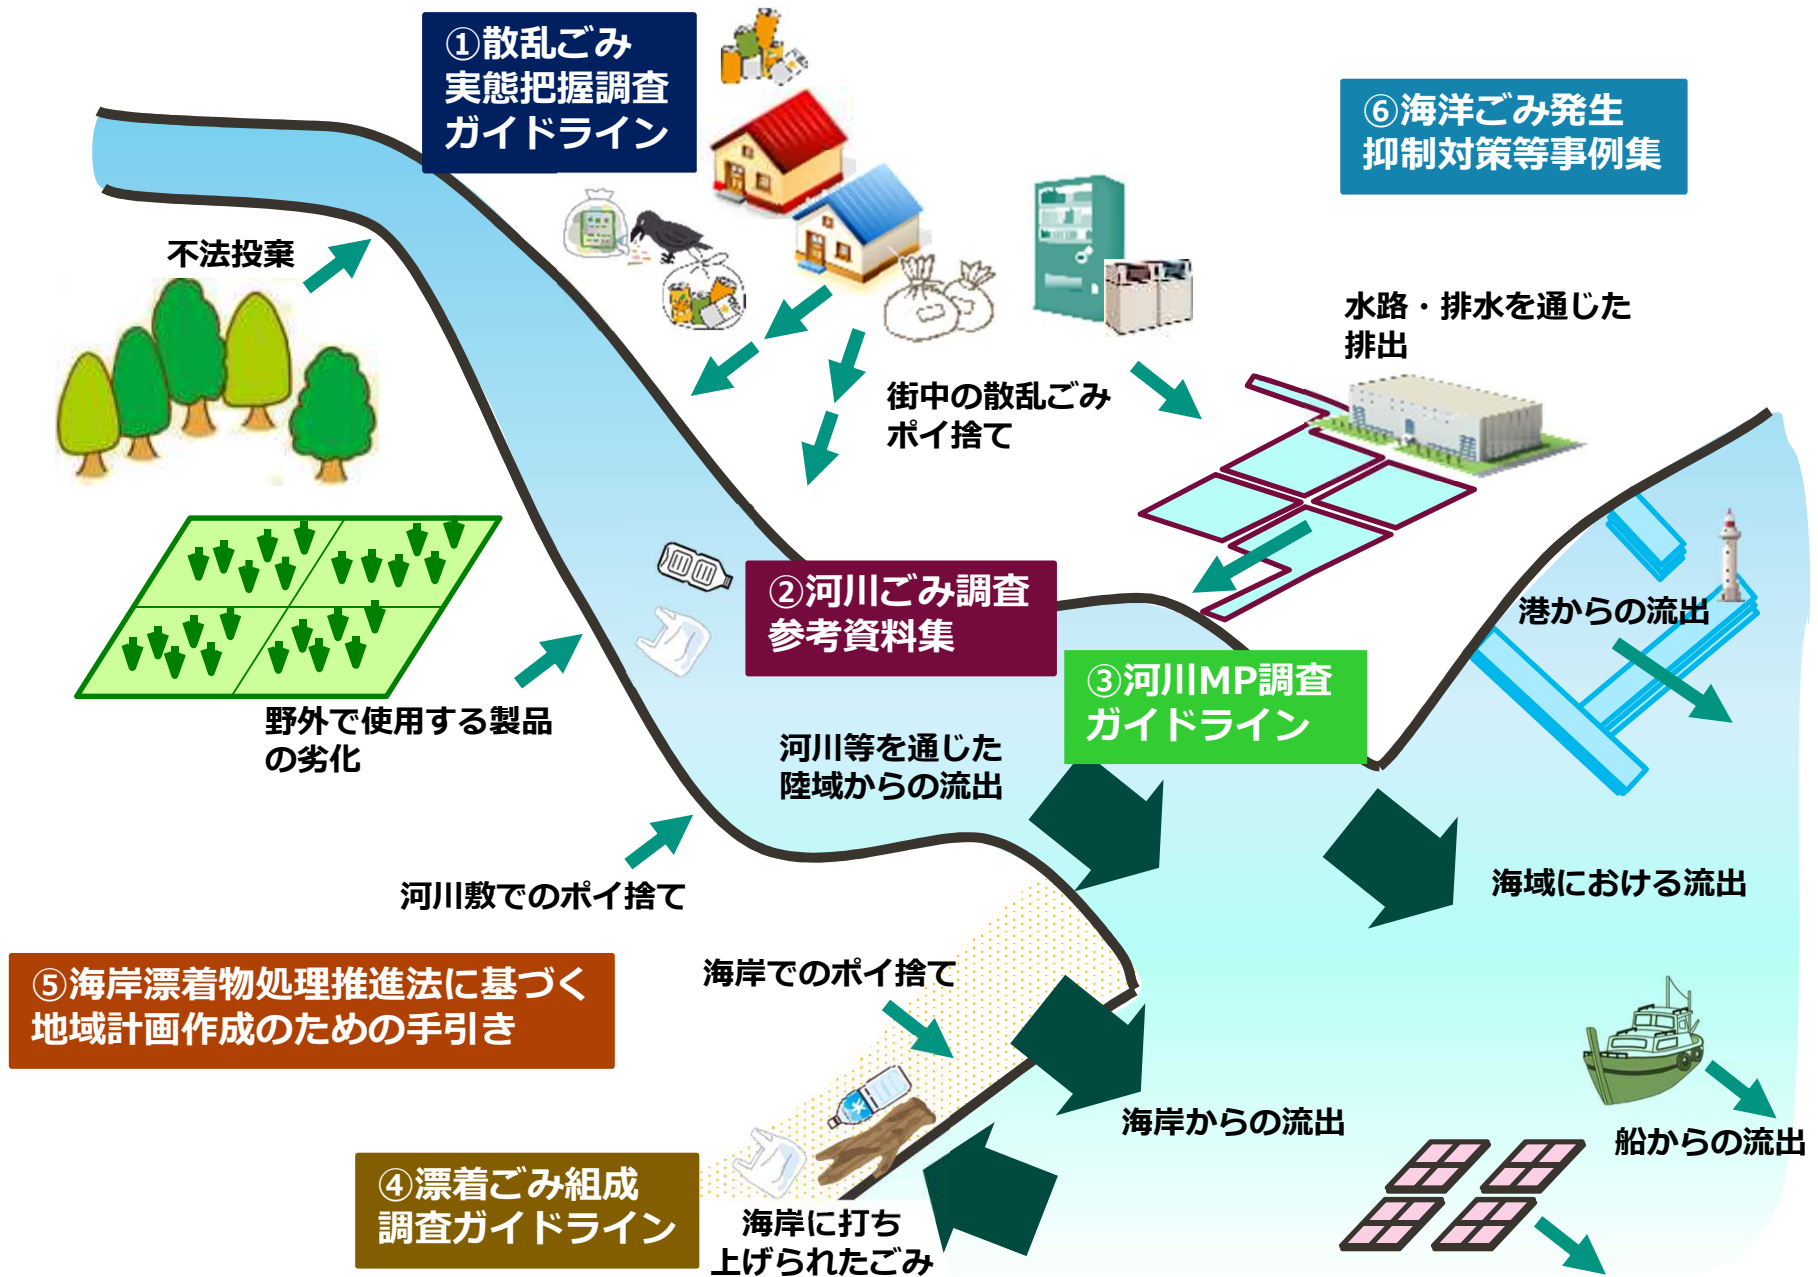 ①散乱ごみ
実態把握調査
ガイドライン
⑥海洋ごみ発生
抑制対策等事例集
不法投棄
水路・排水を通じた
排出
街中の散乱ごみ
ポイ捨て
②河川ごみ調査
参考資料集
港からの流出
③河川MP調査
ガイドライン
野外で使用する製品
の劣化
河川等を通じた
陸域からの流出
河川敷でのポイ捨て
海域における流出
⑤海岸漂着物処理推進法に基づく
地域計画作成のための手引き
海岸でのポイ捨て
海岸からの流出
船からの流出
④漂着ごみ組成
調査ガイドライン
海岸に打ち
上げられたごみ